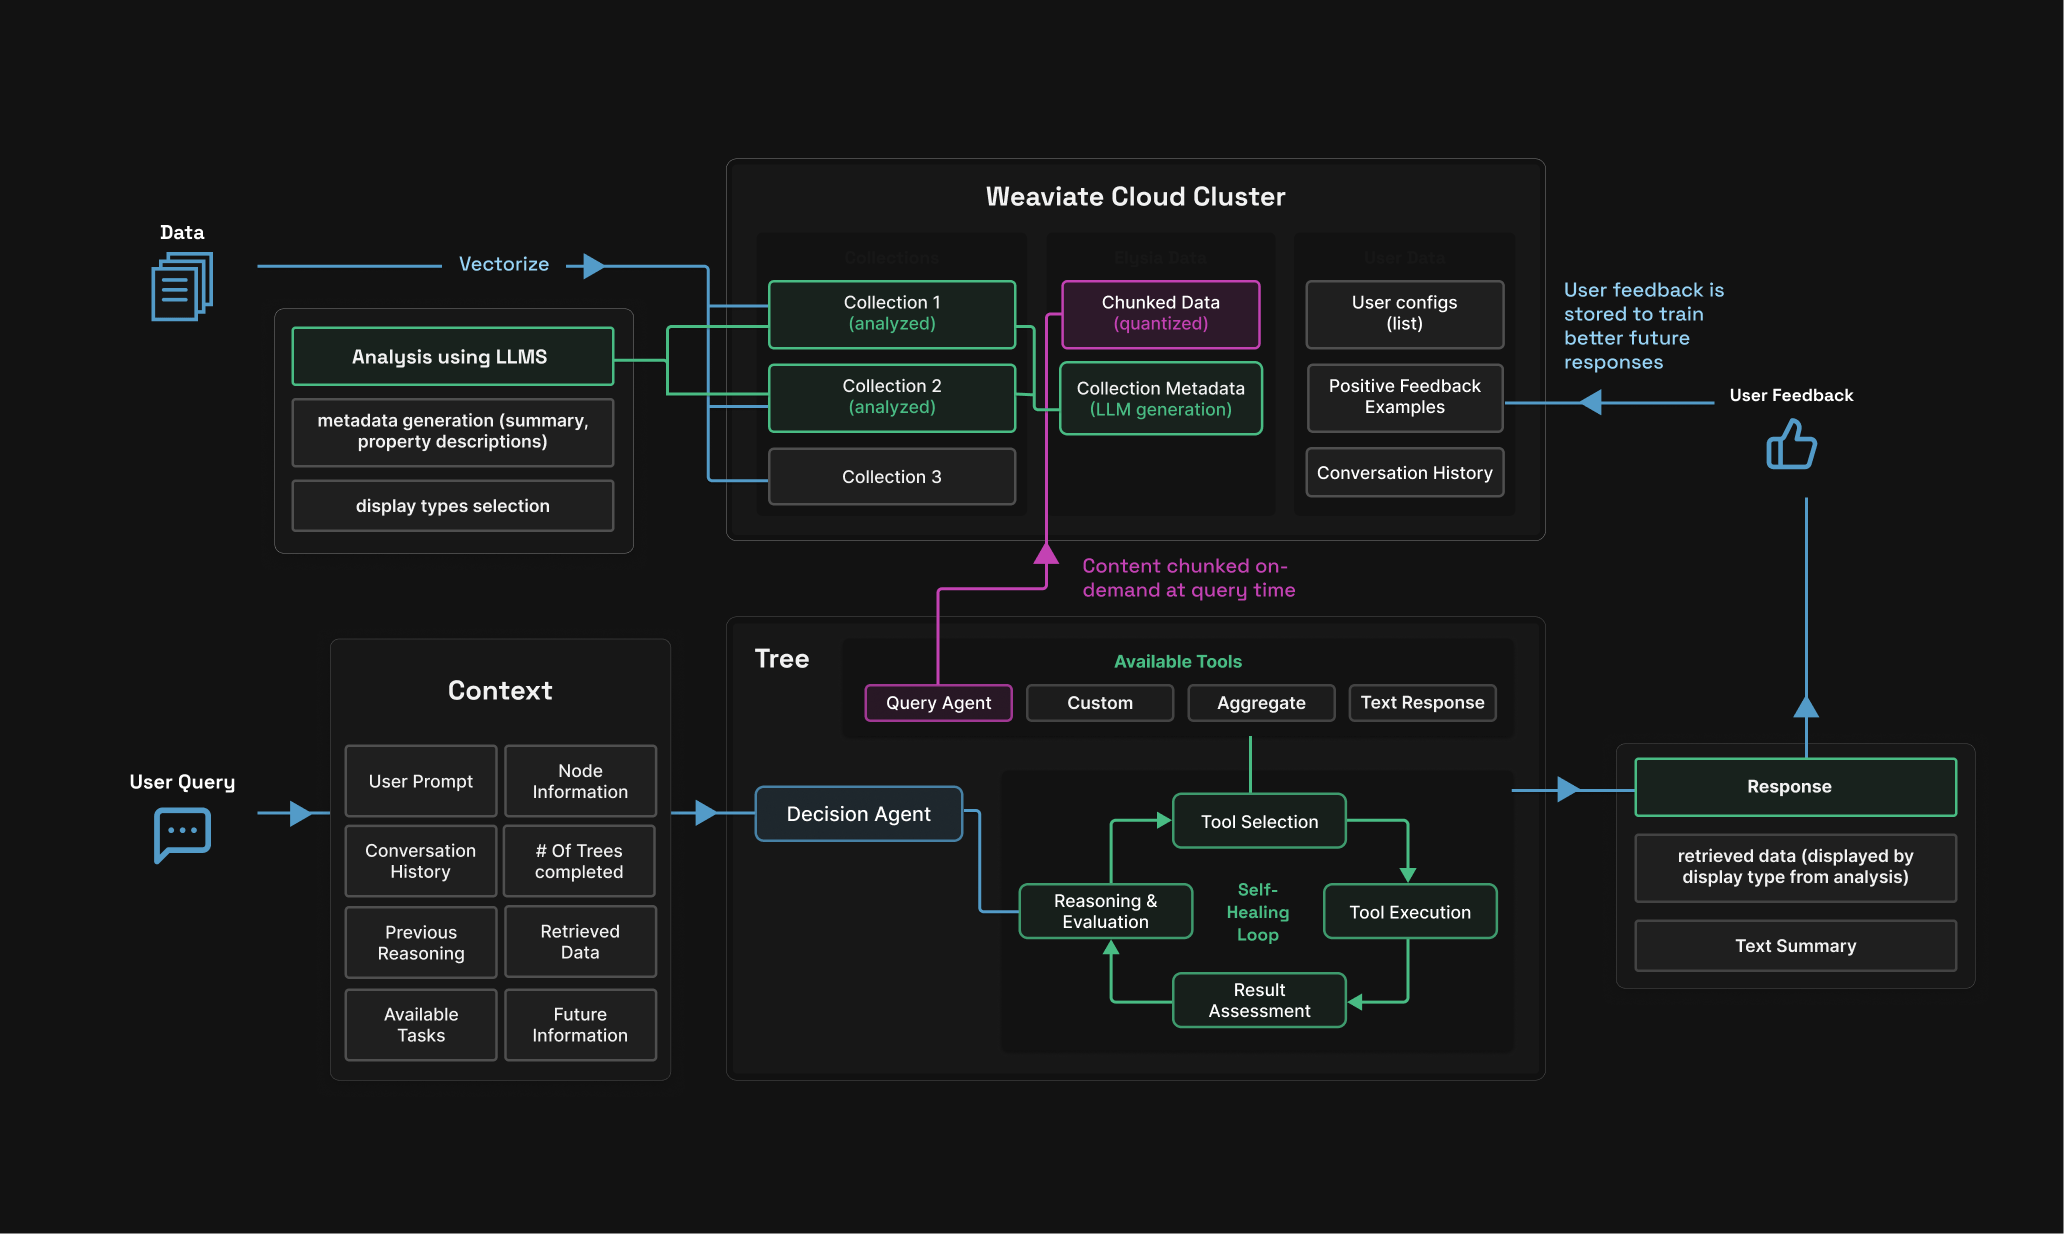 Weaviate Cloud Cluster
Data
Vectorize
Collections
Elysia Data
User Data
Analysis using LLMS
metadata generation (summary,
property descriptions)
display types selection
Collection 1
(analyzed)
Collection 2
(analyzed)
Collection 3
Chunked Data
(quantized)
Collection Metadata
(LLM generation)
User configs
(list)
Positive Feedback
Examples
Conversation History
User feedback is
stored to train
better future
responses
User Feedback
Content chunked on-
demand at query time
User Query
Context
User Prompt
Node
Information
Conversation
History
# Of Trees
completed
Previous
Reasoning
Retrieved
Data
Available
Tasks
Future
Information
Tree
Available Tools
Query Agent
Custom
Aggregate
Text Response
Decision Agent
Tool Selection
Reasoning &
Evaluation
Self-
Healing
Loop
Tool Execution
Result
Assessment
Response
retrieved data (displayed by
display type from analysis)
Text Summary